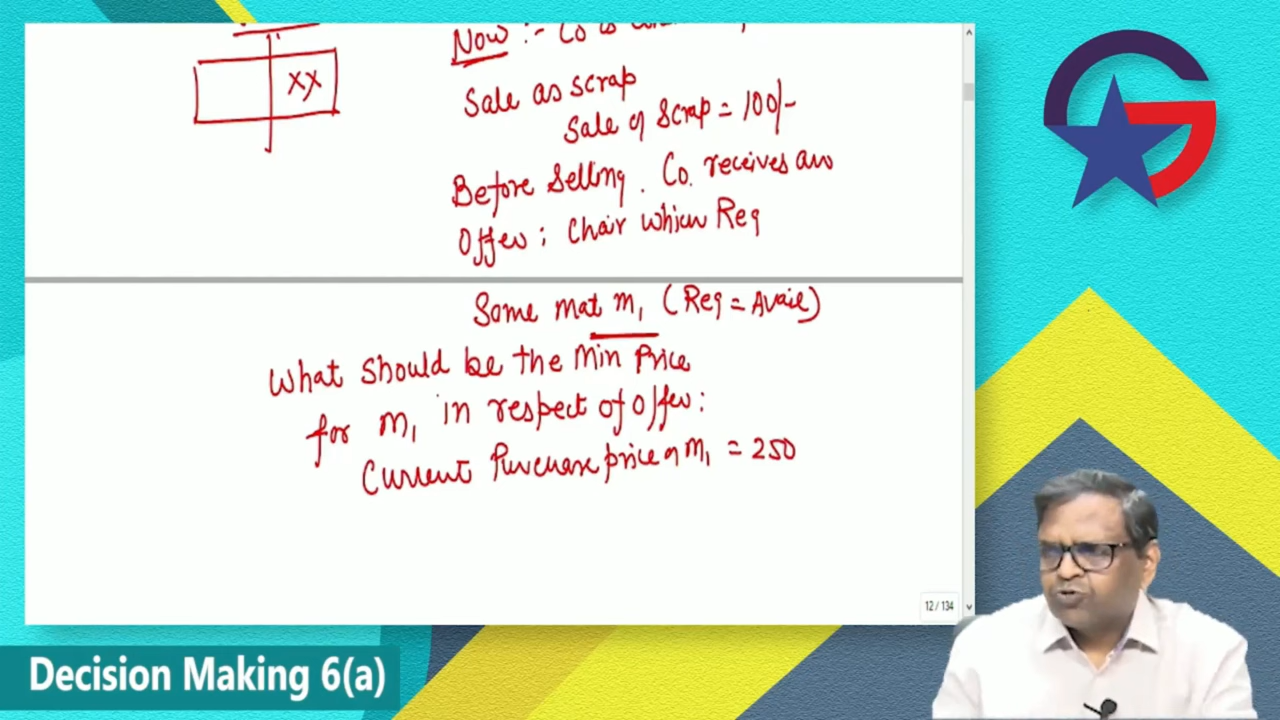 XX
Now :- Co is
Sale as scrap
Sale of Scrap = 100/-
Before Selling . Co. receives an
Offer : Chair which Req
Some mat M1 (Req = Avail)
What should be the Min Price
for M1 in respect of Offer :
Current Purchase price of M1 = 250
12 / 134
Decision Making 6(a)